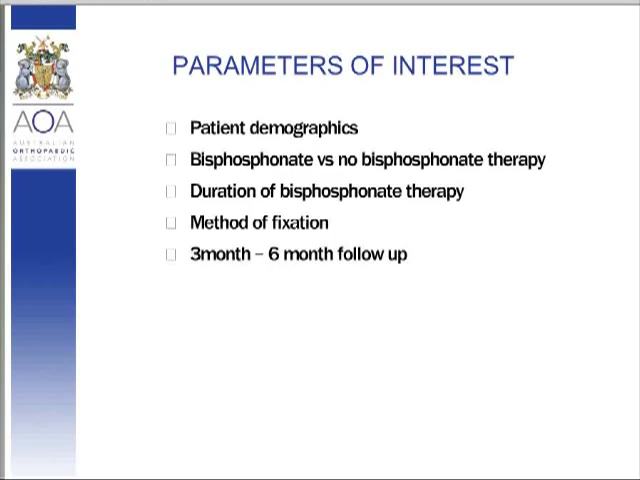 PARAMETERS OF INTEREST
AOA
AUSTRALIAN
ORTHOPAEDIC
ASSOCIATION
Patient demographics
Bisphosphonate vs no bisphosphonate therapy
Duration of bisphosphonate therapy
Method of fixation
3month – 6 month follow up